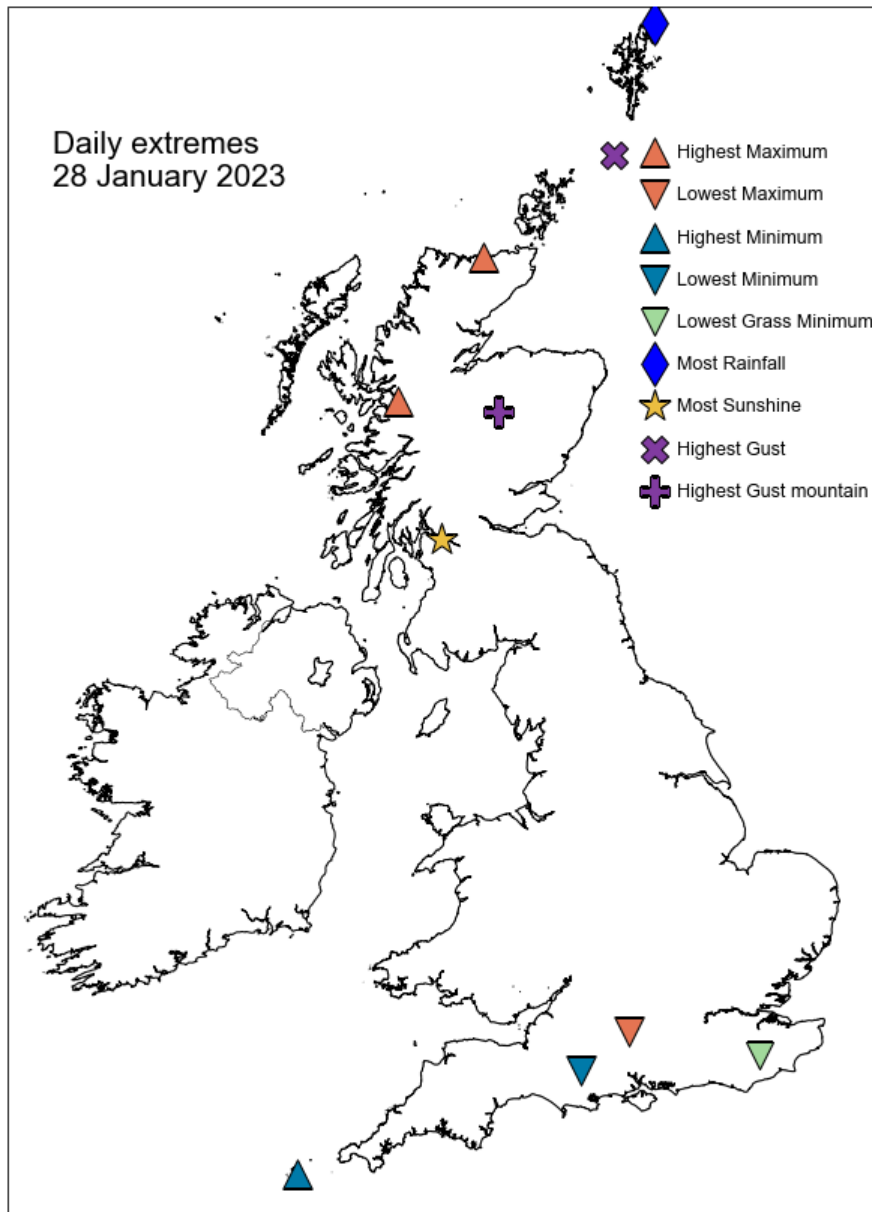 Daily extremes
28 January 2023
Highest Maximum
Lowest Maximum
Highest Minimum
Lowest Minimum
Lowest Grass Minimum
Most Rainfall
Most Sunshine
Highest Gust
Highest Gust mountain